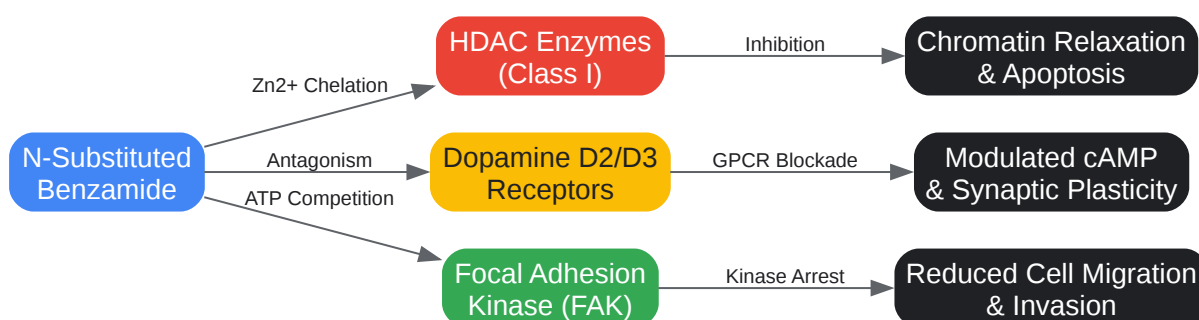 HDAC Enzymes
(Class I)
Inhibition
Chromatin Relaxation
& Apoptosis
Zn2+ Chelation
N-Substituted
Benzamide
Antagonism
Dopamine D2/D3
Receptors
GPCR Blockade
Modulated cAMP
& Synaptic Plasticity
ATP Competition
Focal Adhesion
Kinase (FAK)
Kinase Arrest
Reduced Cell Migration
& Invasion